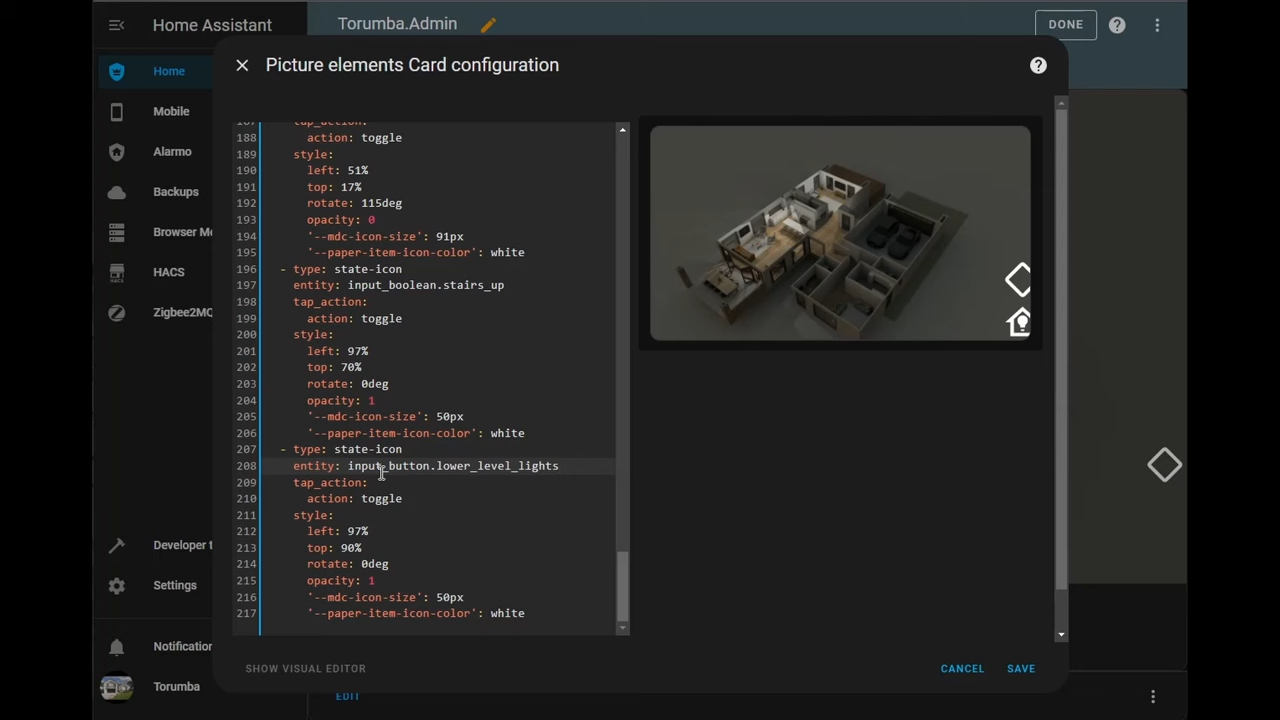 Home Assistant
Torumba.Admin
DONE
Picture elements Card configuration
Home
Mobile
Alarmo
Backups
Browser Mo
HACS
Zigbee2MQ
Developer t
Settings
Notification
Torumba
187 tap_action:
188 action: toggle
189 style:
190 left: 51%
191 top: 17%
192 rotate: 115deg
193 opacity: 0
194 '--mdc-icon-size': 91px
195 '--paper-item-icon-color': white
196 - type: state-icon
197 entity: input_boolean.stairs_up
198 tap_action:
199 action: toggle
200 style:
201 left: 97%
202 top: 70%
203 rotate: 0deg
204 opacity: 1
205 '--mdc-icon-size': 50px
206 '--paper-item-icon-color': white
207 - type: state-icon
208 entity: input_button.lower_level_lights
209 tap_action:
210 action: toggle
211 style:
212 left: 97%
213 top: 90%
214 rotate: 0deg
215 opacity: 1
216 '--mdc-icon-size': 50px
217 '--paper-item-icon-color': white
SHOW VISUAL EDITOR
CANCEL
SAVE
EDIT